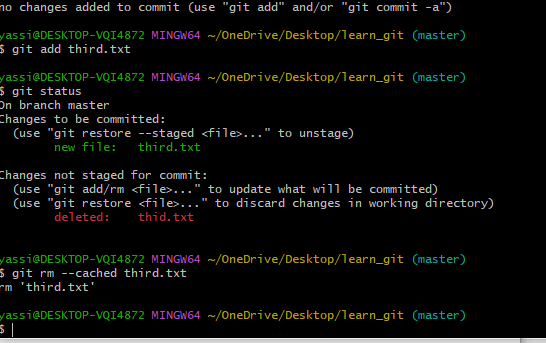 no changes added to commit (use "git add" and/or "git commit -a")
yassi@DESKTOP-VQI4872 MINGW64 ~/OneDrive/Desktop/learn_git (master)
$ git add third.txt
yassi@DESKTOP-VQI4872 MINGW64 ~/OneDrive/Desktop/learn_git (master)
$ git status
On branch master
Changes to be committed:
  (use "git restore --staged <file>..." to unstage)
        new file:   third.txt
Changes not staged for commit:
  (use "git add/rm <file>..." to update what will be committed)
  (use "git restore <file>..." to discard changes in working directory)
        deleted:    thid.txt
yassi@DESKTOP-VQI4872 MINGW64 ~/OneDrive/Desktop/learn_git (master)
$ git rm --cached third.txt
rm 'third.txt'
yassi@DESKTOP-VQI4872 MINGW64 ~/OneDrive/Desktop/learn_git (master)
$